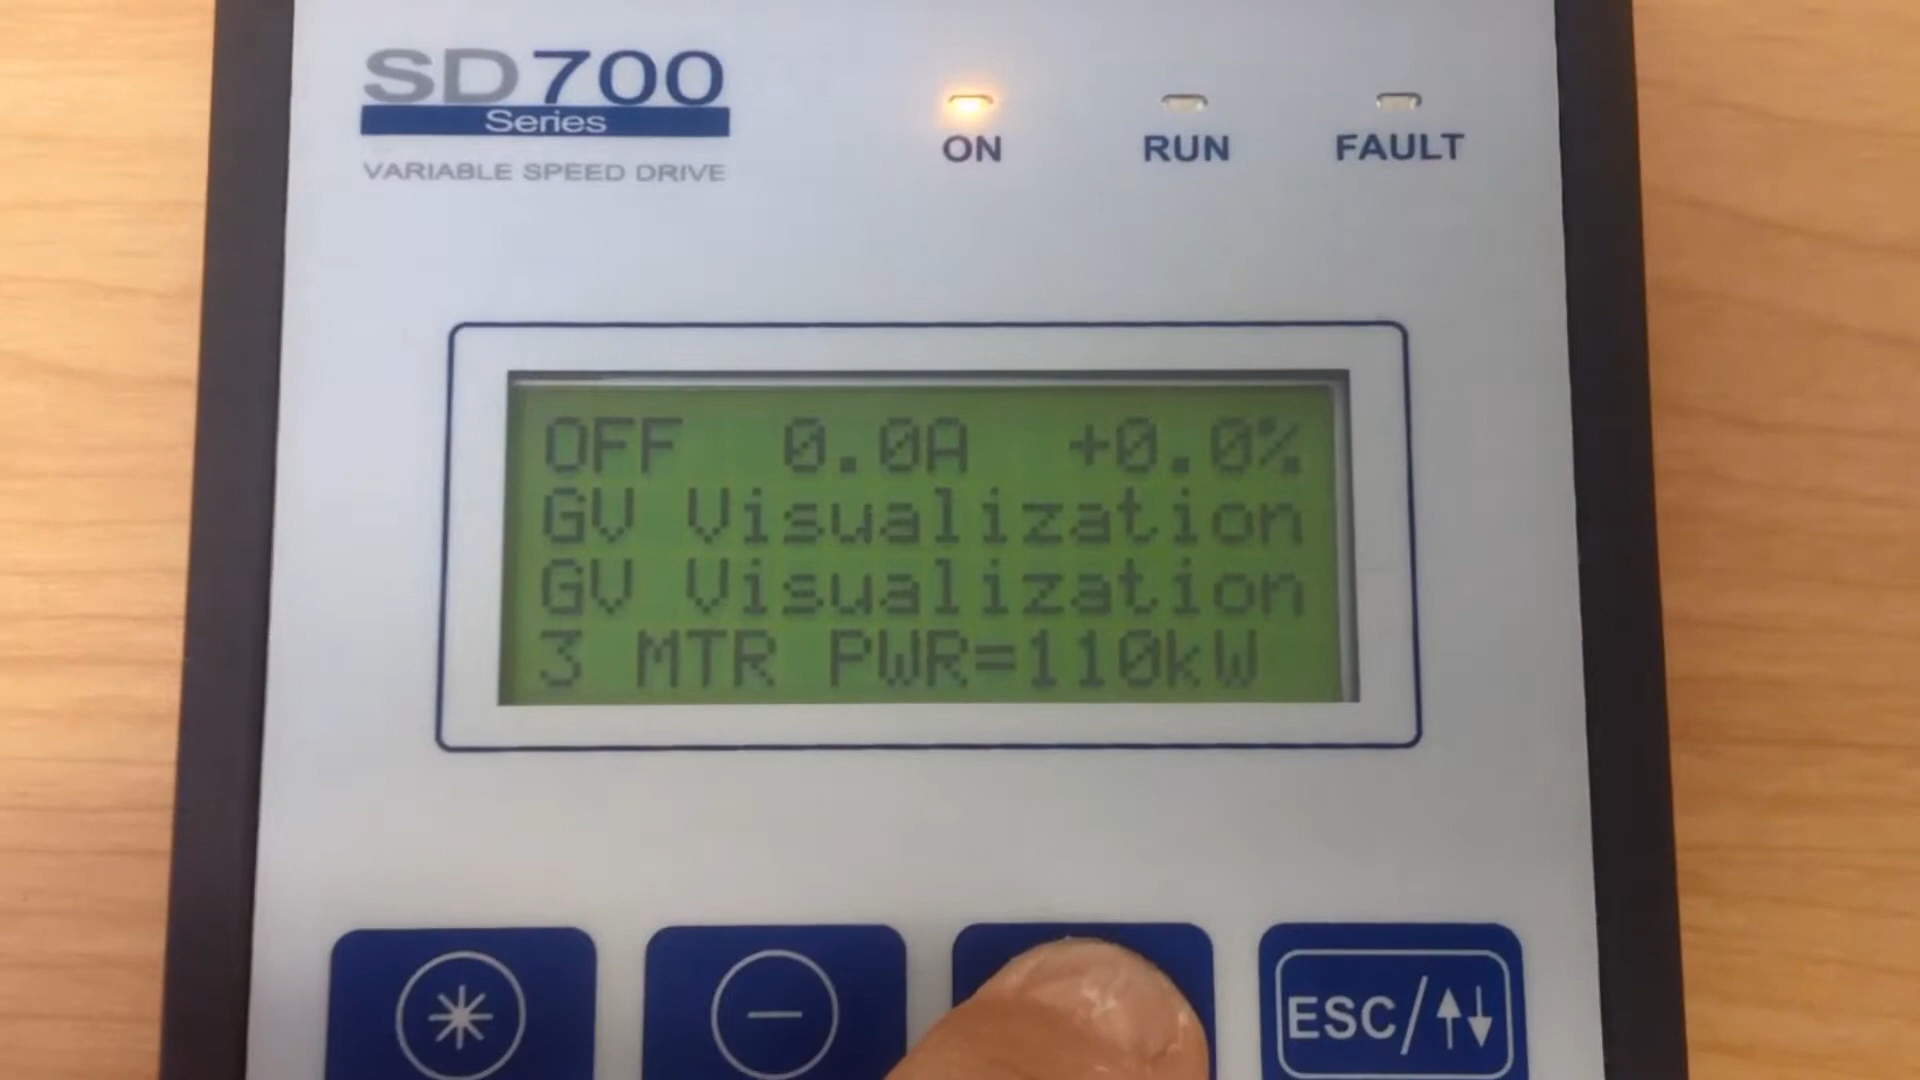 SD700
Series
VARIABLE SPEED DRIVE
ON RUN FAULT
OFF 0.0A +0.0%
GV Visualization
GV Visualization
3 MTR PWR=110kW
ESC/↑↓